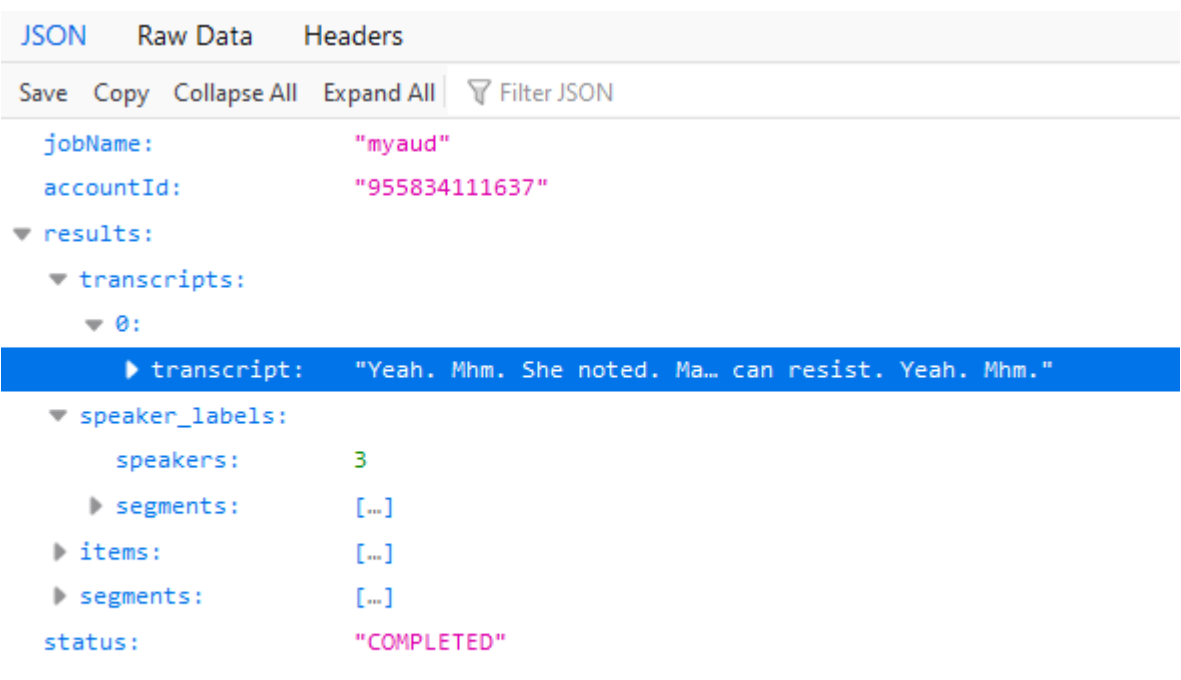 JSON Raw Data Headers
Save Copy Collapse All Expand All Filter JSON
jobName: "myaud"
accountId: "955834111637"
results:
transcripts:
0:
transcript: "Yeah. Mhm. She noted. Ma… can resist. Yeah. Mhm."
speaker_labels:
speakers: 3
segments: […]
items: […]
segments: […]
status: "COMPLETED"